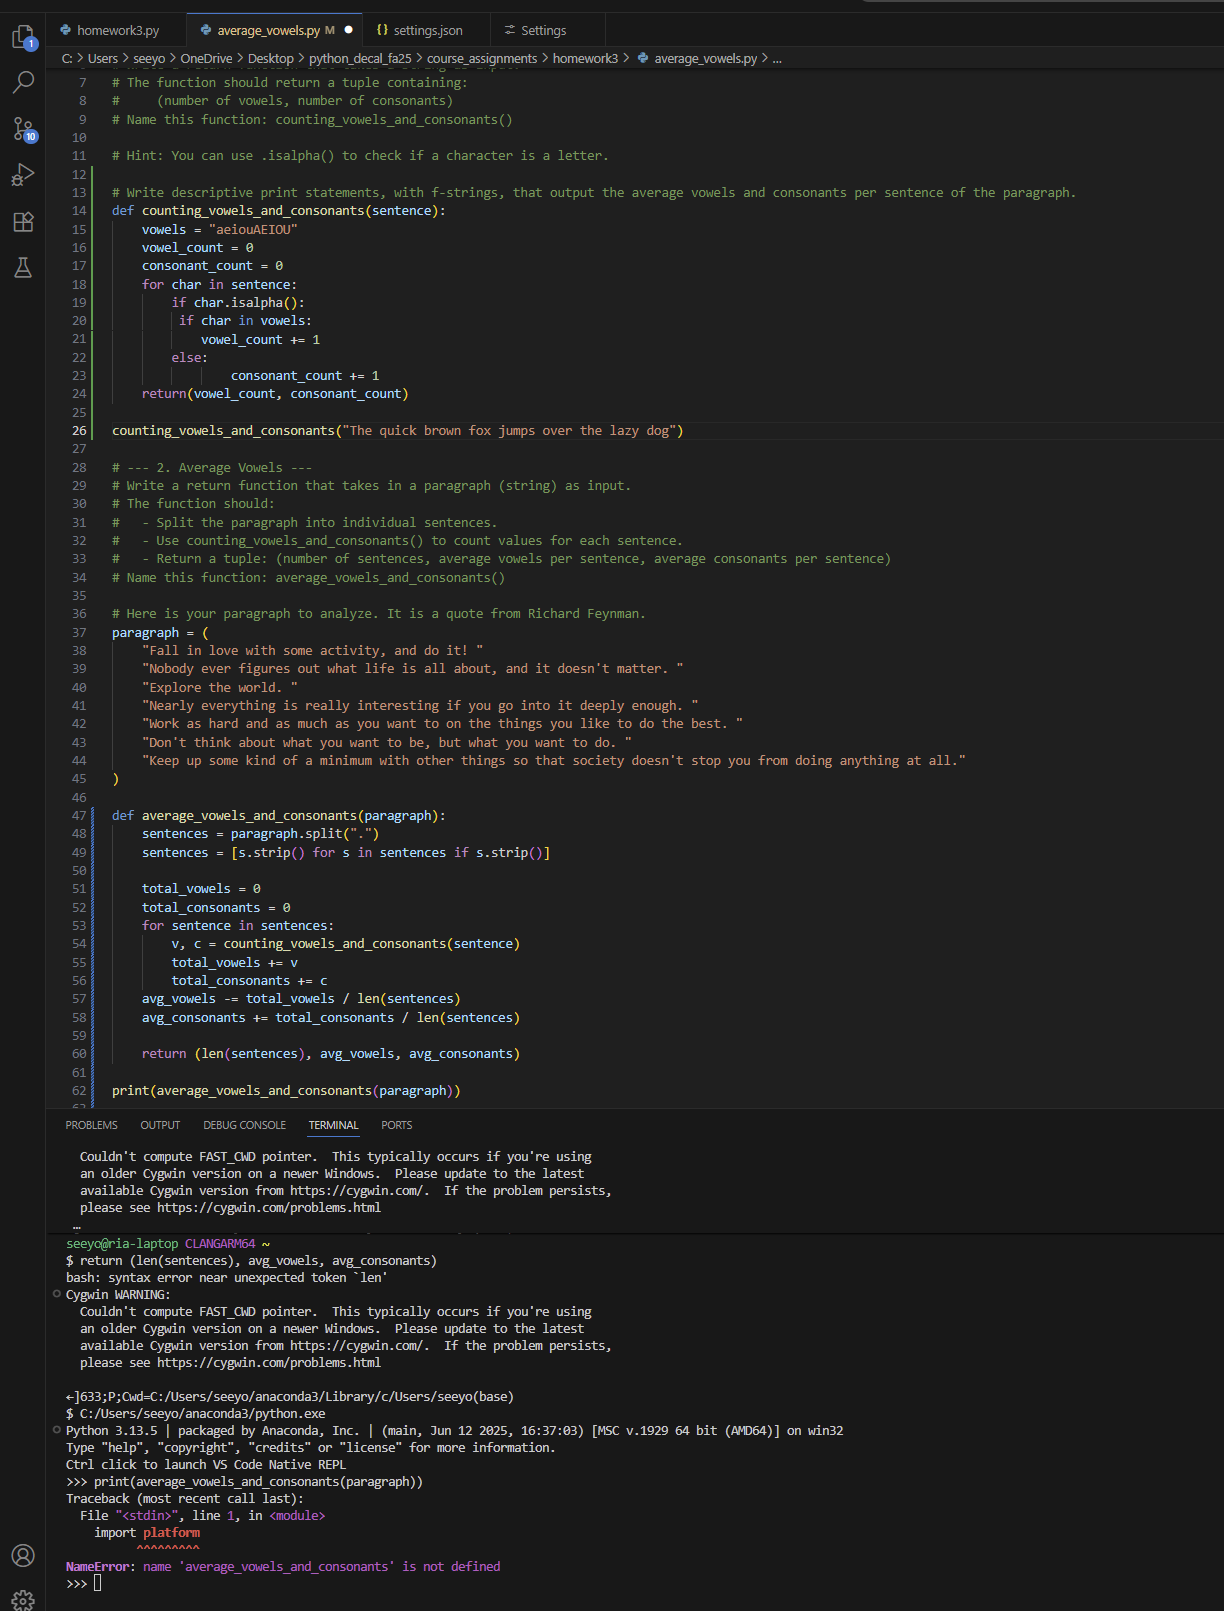 homework3.py
average_vowels.py M
{} settings.json
Settings
C: > Users > seeyo > OneDrive > Desktop > python_decal_fa25 > course_assignments > homework3 > average_vowels.py > ...
7 # The function should return a tuple containing:
8 #     (number of vowels, number of consonants)
9 # Name this function: counting_vowels_and_consonants()
10
11 # Hint: You can use .isalpha() to check if a character is a letter.
12
13 # Write descriptive print statements, with f-strings, that output the average vowels and consonants per sentence of the paragraph.
14 def counting_vowels_and_consonants(sentence):
15     vowels = "aeiouAEIOU"
16     vowel_count = 0
17     consonant_count = 0
18     for char in sentence:
19         if char.isalpha():
20          if char in vowels:
21             vowel_count += 1
22         else:
23                 consonant_count += 1
24     return(vowel_count, consonant_count)
25
26 counting_vowels_and_consonants("The quick brown fox jumps over the lazy dog")
27
28 # --- 2. Average Vowels ---
29 # Write a return function that takes in a paragraph (string) as input.
30 # The function should:
31 #   - Split the paragraph into individual sentences.
32 #   - Use counting_vowels_and_consonants() to count values for each sentence.
33 #   - Return a tuple: (number of sentences, average vowels per sentence, average consonants per sentence)
34 # Name this function: average_vowels_and_consonants()
35
36 # Here is your paragraph to analyze. It is a quote from Richard Feynman.
37 paragraph = (
38     "Fall in love with some activity, and do it! "
39     "Nobody ever figures out what life is all about, and it doesn't matter. "
40     "Explore the world. "
41     "Nearly everything is really interesting if you go into it deeply enough. "
42     "Work as hard and as much as you want to on the things you like to do the best. "
43     "Don't think about what you want to be, but what you want to do. "
44     "Keep up some kind of a minimum with other things so that society doesn't stop you from doing anything at all."
45 )
46
47 def average_vowels_and_consonants(paragraph):
48     sentences = paragraph.split(".")
49     sentences = [s.strip() for s in sentences if s.strip()]
50
51     total_vowels = 0
52     total_consonants = 0
53     for sentence in sentences:
54         v, c = counting_vowels_and_consonants(sentence)
55         total_vowels += v
56         total_consonants += c
57     avg_vowels -= total_vowels / len(sentences)
58     avg_consonants += total_consonants / len(sentences)
59
60     return (len(sentences), avg_vowels, avg_consonants)
61
62 print(average_vowels_and_consonants(paragraph))
PROBLEMS OUTPUT DEBUG CONSOLE TERMINAL PORTS
Couldn't compute FAST_CWD pointer.  This typically occurs if you're using
an older Cygwin version on a newer Windows.  Please update to the latest
available Cygwin version from https://cygwin.com/.  If the problem persists,
please see https://cygwin.com/problems.html
…
seeyo@ria-laptop CLANGARM64 ~
$ return (len(sentences), avg_vowels, avg_consonants)
bash: syntax error near unexpected token `len'
Cygwin WARNING:
Couldn't compute FAST_CWD pointer.  This typically occurs if you're using
an older Cygwin version on a newer Windows.  Please update to the latest
available Cygwin version from https://cygwin.com/.  If the problem persists,
please see https://cygwin.com/problems.html
←]633;P;Cwd=C:/Users/seeyo/anaconda3/Library/c/Users/seeyo(base)
$ C:/Users/seeyo/anaconda3/python.exe
Python 3.13.5 | packaged by Anaconda, Inc. | (main, Jun 12 2025, 16:37:03) [MSC v.1929 64 bit (AMD64)] on win32
Type "help", "copyright", "credits" or "license" for more information.
Ctrl click to launch VS Code Native REPL
>>> print(average_vowels_and_consonants(paragraph))
Traceback (most recent call last):
  File "<stdin>", line 1, in <module>
    import platform
          ^^^^^^^^^
NameError: name 'average_vowels_and_consonants' is not defined
>>>
1
10